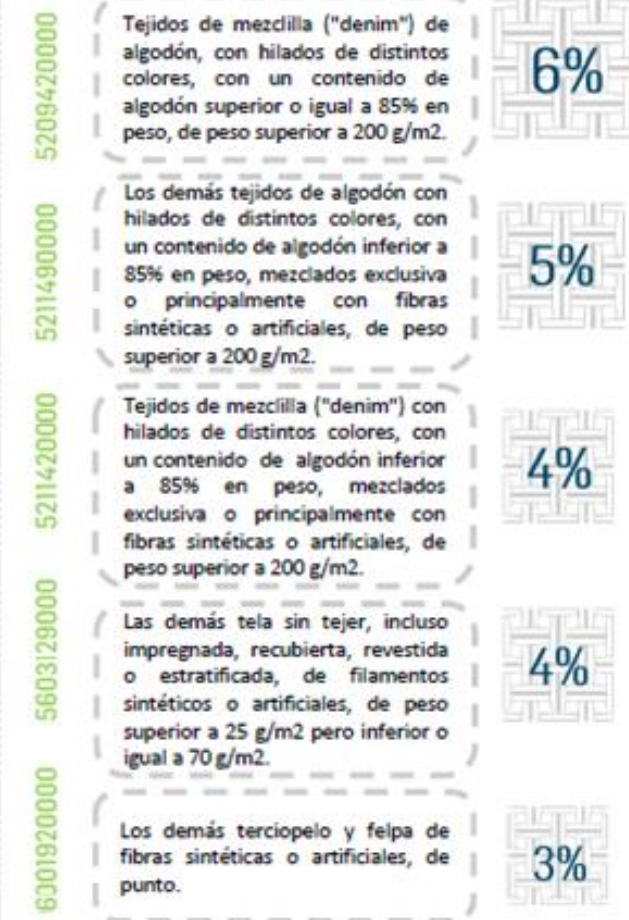 5209420000
Tejidos de mezclilla ("denim") de
algodón, con hilados de distintos
colores, con un contenido de
algodón superior o igual a 85% en
peso, de peso superior a 200 g/m2.
6%
5211490000
Los demás tejidos de algodón con
hilados de distintos colores, con
un contenido de algodón inferior a
85% en peso, mezclados exclusiva
o principalmente con fibras
sintéticas o artificiales, de peso
superior a 200 g/m2.
5%
5211420000
Tejidos de mezclilla ("denim") con
hilados de distintos colores, con
un contenido de algodón inferior
a 85% en peso, mezclados
exclusiva o principalmente con
fibras sintéticas o artificiales, de
peso superior a 200 g/m2.
4%
5603129000
Las demás tela sin tejer, incluso
impregnada, recubierta, revestida
o estratificada, de filamentos
sintéticos o artificiales, de peso
superior a 25 g/m2 pero inferior o
igual a 70 g/m2.
4%
6001920000
Los demás terciopelo y felpa de
fibras sintéticas o artificiales, de
punto.
3%